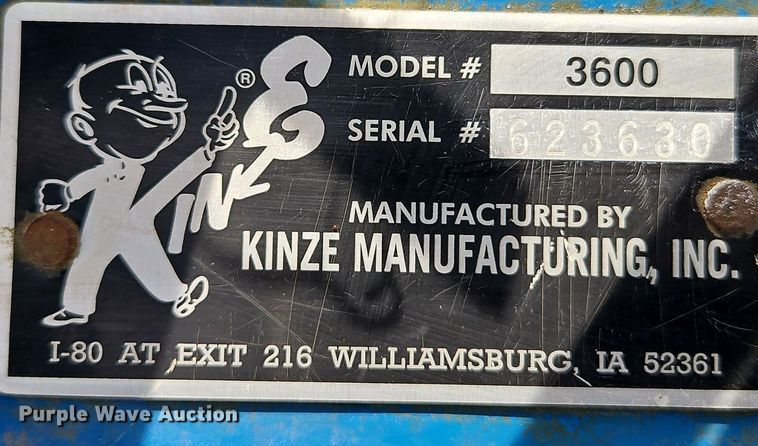 KINZE ®
MODEL # 3600
SERIAL # 623630
MANUFACTURED BY
KINZE MANUFACTURING, INC.
I-80 AT EXIT 216 WILLIAMSBURG, IA 52361
Purple Wave Auction